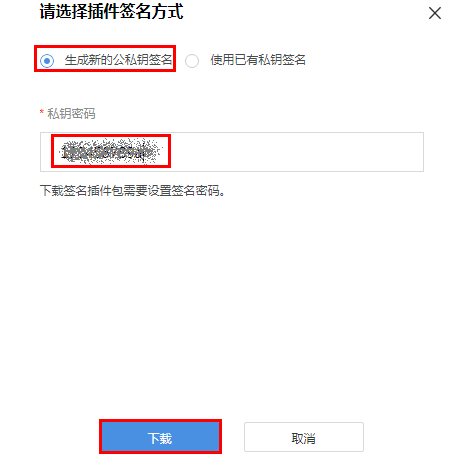 请选择插件签名方式
生成新的公私钥签名 使用已有私钥签名
* 私钥密码
下载签名插件包需要设置签名密码。
下载 取消